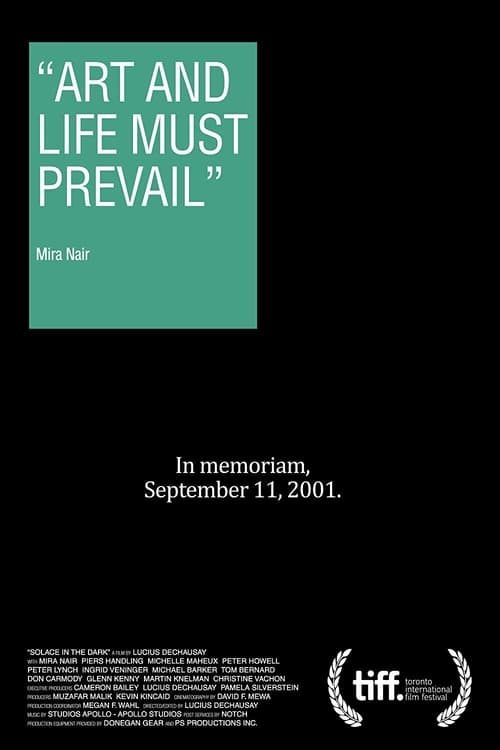 “ART AND
LIFE MUST
PREVAIL”
Mira Nair
In memoriam,
September 11, 2001.
"SOLACE IN THE DARK" A FILM BY LUCIUS DECHAUSAY
WITH MIRA NAIR PIERS HANDLING MICHELLE MAHEUX PETER HOWELL
PETER LYNCH INGRID VENINGER MICHAEL BARKER TOM BERNARD
DON CARMODY GLENN KENNY MARTIN KNELMAN CHRISTINE VACHON
EXECUTIVE PRODUCERS CAMERON BAILEY LUCIUS DECHAUSAY PAMELA SILVERSTEIN
PRODUCERS MUZAFAR MALIK KEVIN KINCAID CINEMATOGRAPHY BY DAVID F. MEWA
PRODUCTION COORDINATOR MEGAN F. WAHL DIRECTED/EDITED BY LUCIUS DECHAUSAY
MUSIC BY STUDIOS APOLLO - APOLLO STUDIOS POST SERVICES BY NOTCH
PRODUCTION EQUIPMENT PROVIDED BY DONEGAN GEAR AND PS PRODUCTIONS INC.
tiff. toronto
international
film festival